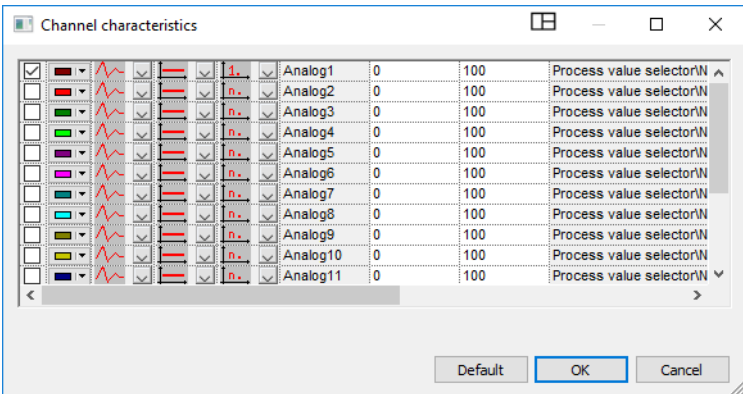 Channel characteristics
1. Analog1 0 100 Process value selector\N
n. Analog2 0 100 Process value selector\N
n. Analog3 0 100 Process value selector\N
n. Analog4 0 100 Process value selector\N
n. Analog5 0 100 Process value selector\N
n. Analog6 0 100 Process value selector\N
n. Analog7 0 100 Process value selector\N
n. Analog8 0 100 Process value selector\N
n. Analog9 0 100 Process value selector\N
n. Analog10 0 100 Process value selector\N
n. Analog11 0 100 Process value selector\N
Default OK Cancel